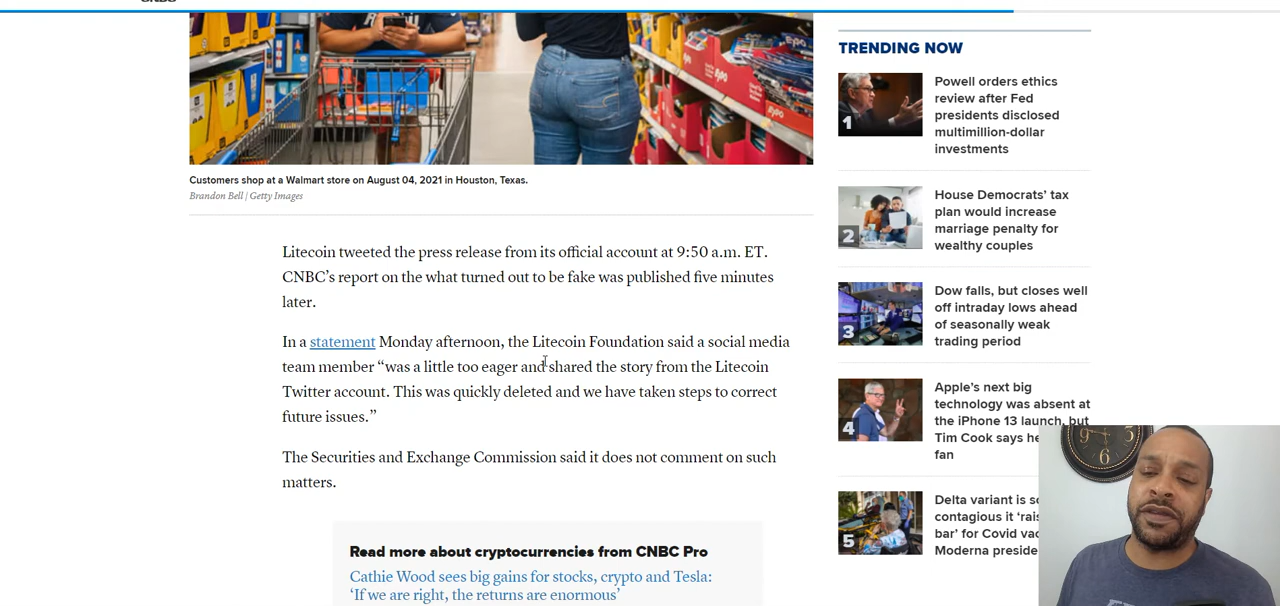 Customers shop at a Walmart store on August 04, 2021 in Houston, Texas.
Brandon Bell | Getty Images
Litecoin tweeted the press release from its official account at 9:50 a.m. ET.
CNBC’s report on the what turned out to be fake was published five minutes
later.
In a statement Monday afternoon, the Litecoin Foundation said a social media
team member “was a little too eager and shared the story from the Litecoin
Twitter account. This was quickly deleted and we have taken steps to correct
future issues.”
The Securities and Exchange Commission said it does not comment on such
matters.
Read more about cryptocurrencies from CNBC Pro
Cathie Wood sees big gains for stocks, crypto and Tesla:
‘If we are right, the returns are enormous’
TRENDING NOW
1
Powell orders ethics
review after Fed
presidents disclosed
multimillion-dollar
investments
2
House Democrats’ tax
plan would increase
marriage penalty for
wealthy couples
3
Dow falls, but closes well
off intraday lows ahead
of seasonally weak
trading period
4
Apple’s next big
technology was absent at
the iPhone 13 launch, but
Tim Cook says he
fan
5
Delta variant is
contagious it
bar’ for Covid
Moderna
Expo
9
6